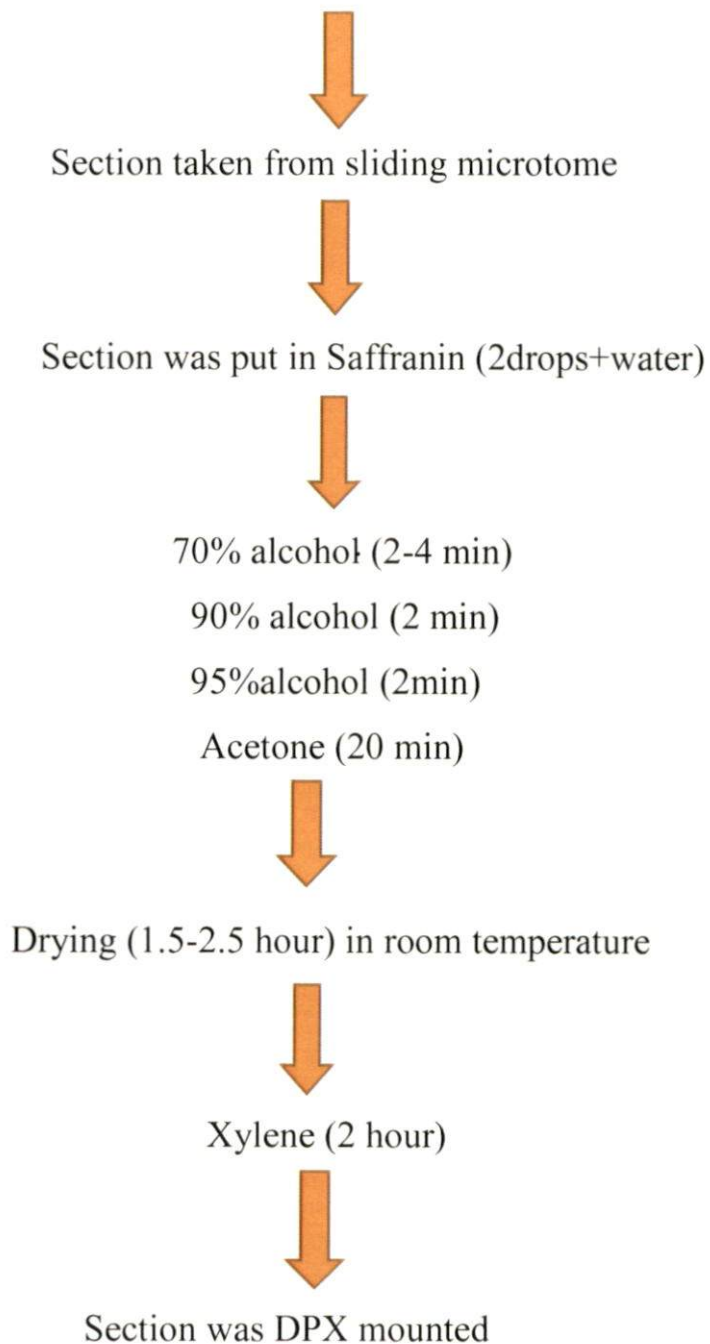 Section taken from sliding microtome
Section was put in Saffranin (2drops+water)
70% alcohol (2-4 min)
90% alcohol (2 min)
95%alcohol (2min)
Acetone (20 min)
Drying (1.5-2.5 hour) in room temperature
Xylene (2 hour)
Section was DPX mounted